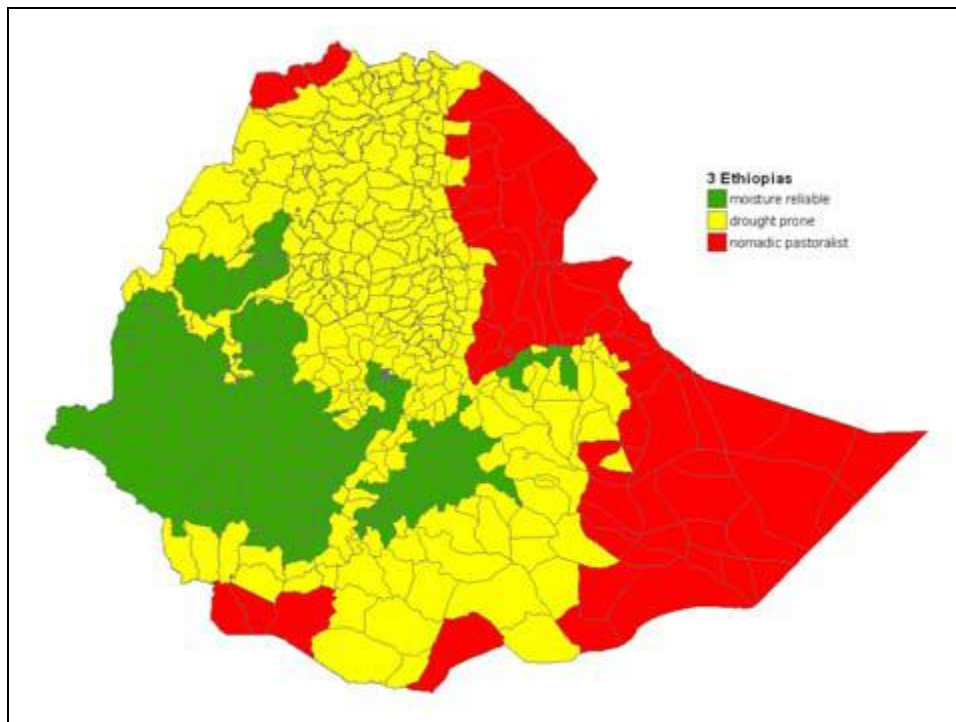 3 Ethiopias
moisture reliable
drought prone
nomadic pastoralist